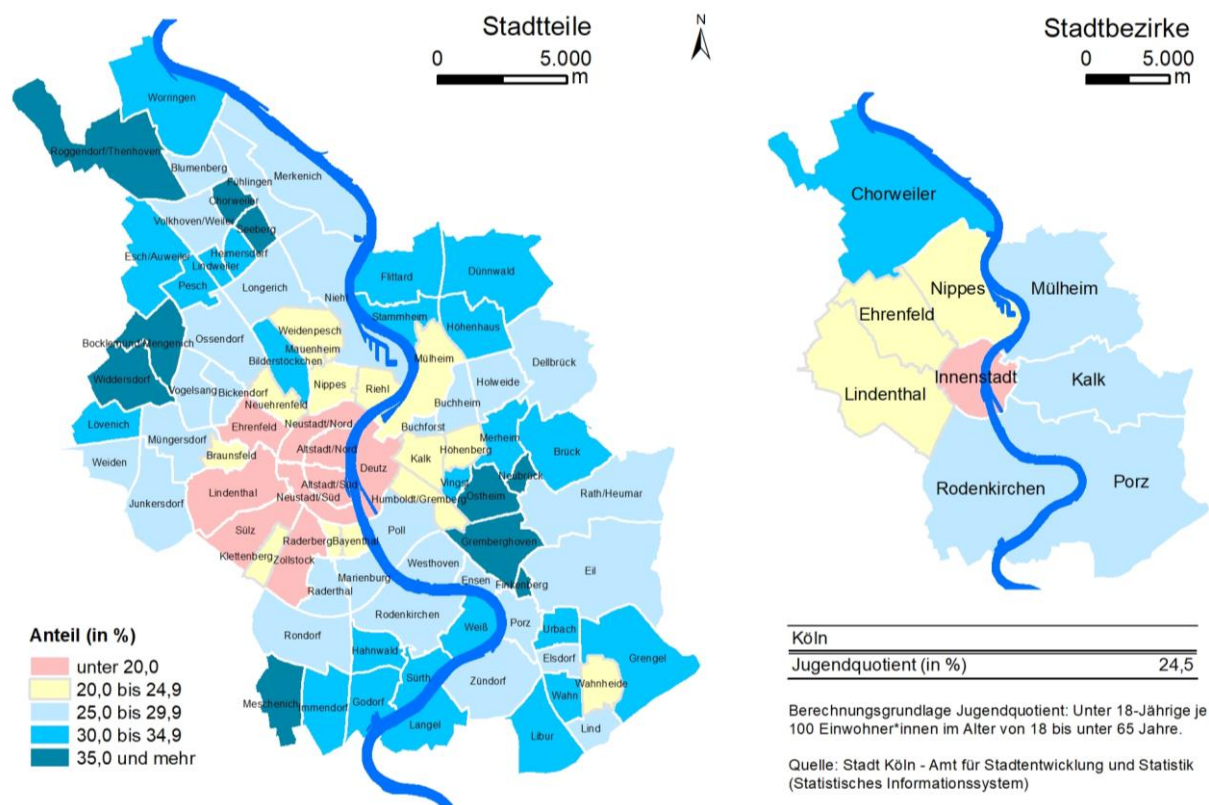 Stadtteile
0 5.000
m
N
Stadtbezirke
0 5.000
m
Worringen
Roggendorf/Thenhoven
Blumenberg
Fühlingen
Merkenich
Chorweiler
Volkhoven/Weiler
Seeberg
Heimersdorf
Esch/Auweiler
Lindweiler
Pesch
Longerich
Niehl
Flittard
Dünnwald
Stammheim
Höhenhaus
Weidenpesch
Ossendorf
Mauenheim
Bocklemünd/Mengenich
Bilderstöckchen
Mülheim
Dellbrück
Widdersdorf
Vogelsang
Bickendorf
Nippes
Riehl
Holweide
Buchheim
Neuehrenfeld
Lövenich
Ehrenfeld
Neustadt/Nord
Buchforst
Müngersdorf
Altstadt/Nord
Merheim
Höhenberg
Brück
Weiden
Braunsfeld
Deutz
Kalk
Neubrück
Altstadt/Süd
Vingst
Lindenthal
Neustadt/Süd
Humboldt/Gremberg
Ostheim
Rath/Heumar
Junkersdorf
Sülz
Poll
Raderberg
Bayenthal
Gremberghoven
Klettenberg
Zollstock
Westhoven
Eil
Marienburg
Ensen
Finkenberg
Raderthal
Rodenkirchen
Weiß
Porz
Urbach
Rondorf
Hahnwald
Elsdorf
Grengel
Sürth
Zündorf
Wahnheide
Wahn
Meschenich
Immendorf
Godorf
Langel
Libur
Lind
Anteil (in %)
unter 20,0
20,0 bis 24,9
25,0 bis 29,9
30,0 bis 34,9
35,0 und mehr
Chorweiler
Nippes
Mülheim
Ehrenfeld
Innenstadt
Kalk
Lindenthal
Rodenkirchen
Porz
Köln
Jugendquotient (in %) 24,5
Berechnungsgrundlage Jugendquotient: Unter 18-Jährige je
100 Einwohner*innen im Alter von 18 bis unter 65 Jahre.
Quelle: Stadt Köln - Amt für Stadtentwicklung und Statistik
(Statistisches Informationssystem)